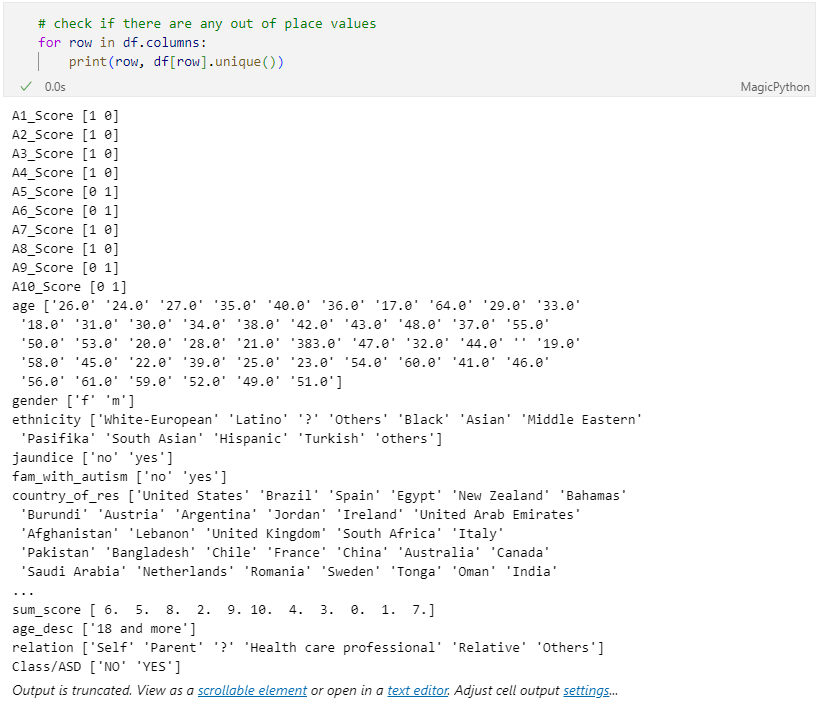 # check if there are any out of place values
for row in df.columns:
    print(row, df[row].unique())
0.0s
MagicPython
A1_Score [1 0]
A2_Score [1 0]
A3_Score [1 0]
A4_Score [1 0]
A5_Score [0 1]
A6_Score [0 1]
A7_Score [1 0]
A8_Score [1 0]
A9_Score [0 1]
A10_Score [0 1]
age ['26.0' '24.0' '27.0' '35.0' '40.0' '36.0' '17.0' '64.0' '29.0' '33.0'
 '18.0' '31.0' '30.0' '34.0' '38.0' '42.0' '43.0' '48.0' '37.0' '55.0'
 '50.0' '53.0' '20.0' '28.0' '21.0' '383.0' '47.0' '32.0' '44.0' '' '19.0'
 '58.0' '45.0' '22.0' '39.0' '25.0' '23.0' '54.0' '60.0' '41.0' '46.0'
 '56.0' '61.0' '59.0' '52.0' '49.0' '51.0']
gender ['f' 'm']
ethnicity ['White-European' 'Latino' '?' 'Others' 'Black' 'Asian' 'Middle Eastern'
 'Pasifika' 'South Asian' 'Hispanic' 'Turkish' 'others']
jaundice ['no' 'yes']
fam_with_autism ['no' 'yes']
country_of_res ['United States' 'Brazil' 'Spain' 'Egypt' 'New Zealand' 'Bahamas'
 'Burundi' 'Austria' 'Argentina' 'Jordan' 'Ireland' 'United Arab Emirates'
 'Afghanistan' 'Lebanon' 'United Kingdom' 'South Africa' 'Italy'
 'Pakistan' 'Bangladesh' 'Chile' 'France' 'China' 'Australia' 'Canada'
 'Saudi Arabia' 'Netherlands' 'Romania' 'Sweden' 'Tonga' 'Oman' 'India'
...
sum_score [ 6.  5.  8.  2.  9. 10.  4.  3.  0.  1.  7.]
age_desc ['18 and more']
relation ['Self' 'Parent' '?' 'Health care professional' 'Relative' 'Others']
Class/ASD ['NO' 'YES']
Output is truncated. View as a scrollable element or open in a text editor. Adjust cell output settings...